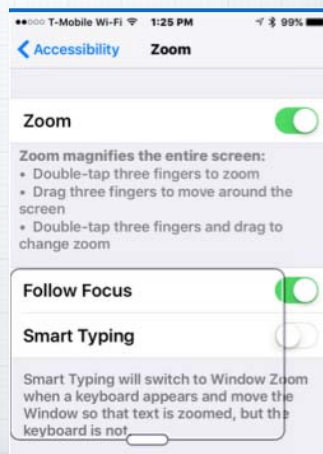 ●●○○○ T-Mobile Wi-Fi 1:25 PM 99%
Accessibility Zoom
Zoom
Zoom magnifies the entire screen:
• Double-tap three fingers to zoom
• Drag three fingers to move around the
screen
• Double-tap three fingers and drag to
change zoom
Follow Focus
Smart Typing
Smart Typing will switch to Window Zoom
when a keyboard appears and move the
Window so that text is zoomed, but the
keyboard is not.